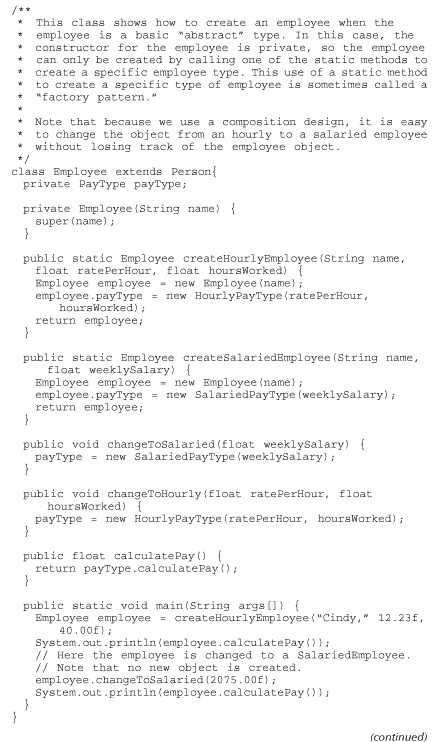 /**
 *  This class shows how to create an employee when the
 *  employee is a basic “abstract” type. In this case, the
 *  constructor for the employee is private, so the employee
 *  can only be created by calling one of the static methods to
 *  create a specific employee type. This use of a static method
 *  to create a specific type of employee is sometimes called a
 *  “factory pattern.”
 *
 *  Note that because we use a composition design, it is easy
 *  to change the object from an hourly to a salaried employee
 *  without losing track of the employee object.
 */
class Employee extends Person{
  private PayType payType;

  private Employee(String name) {
    super(name);
  }

  public static Employee createHourlyEmployee(String name,
    float ratePerHour, float hoursWorked) {
    Employee employee = new Employee(name);
    employee.payType = new HourlyPayType(ratePerHour,
        hoursWorked);
    return employee;
  }

  public static Employee createSalariedEmployee(String name,
      float weeklySalary) {
    Employee employee = new Employee(name);
    employee.payType = new SalariedPayType(weeklySalary);
    return employee;
  }

  public void changeToSalaried(float weeklySalary) {
    payType = new SalariedPayType(weeklySalary);
  }

  public void changeToHourly(float ratePerHour, float
      hoursWorked) {
    payType = new HourlyPayType(ratePerHour, hoursWorked);
  }

  public float calculatePay() {
    return payType.calculatePay();
  }

  public static void main(String args[]) {
    Employee employee = createHourlyEmployee(“Cindy,” 12.23f,
        40.00f);
    System.out.println(employee.calculatePay());
    // Here the employee is changed to a SalariedEmployee.
    // Note that no new object is created.
    employee.changeToSalaried(2075.00f);
    System.out.println(employee.calculatePay());
  }
}
(continued)